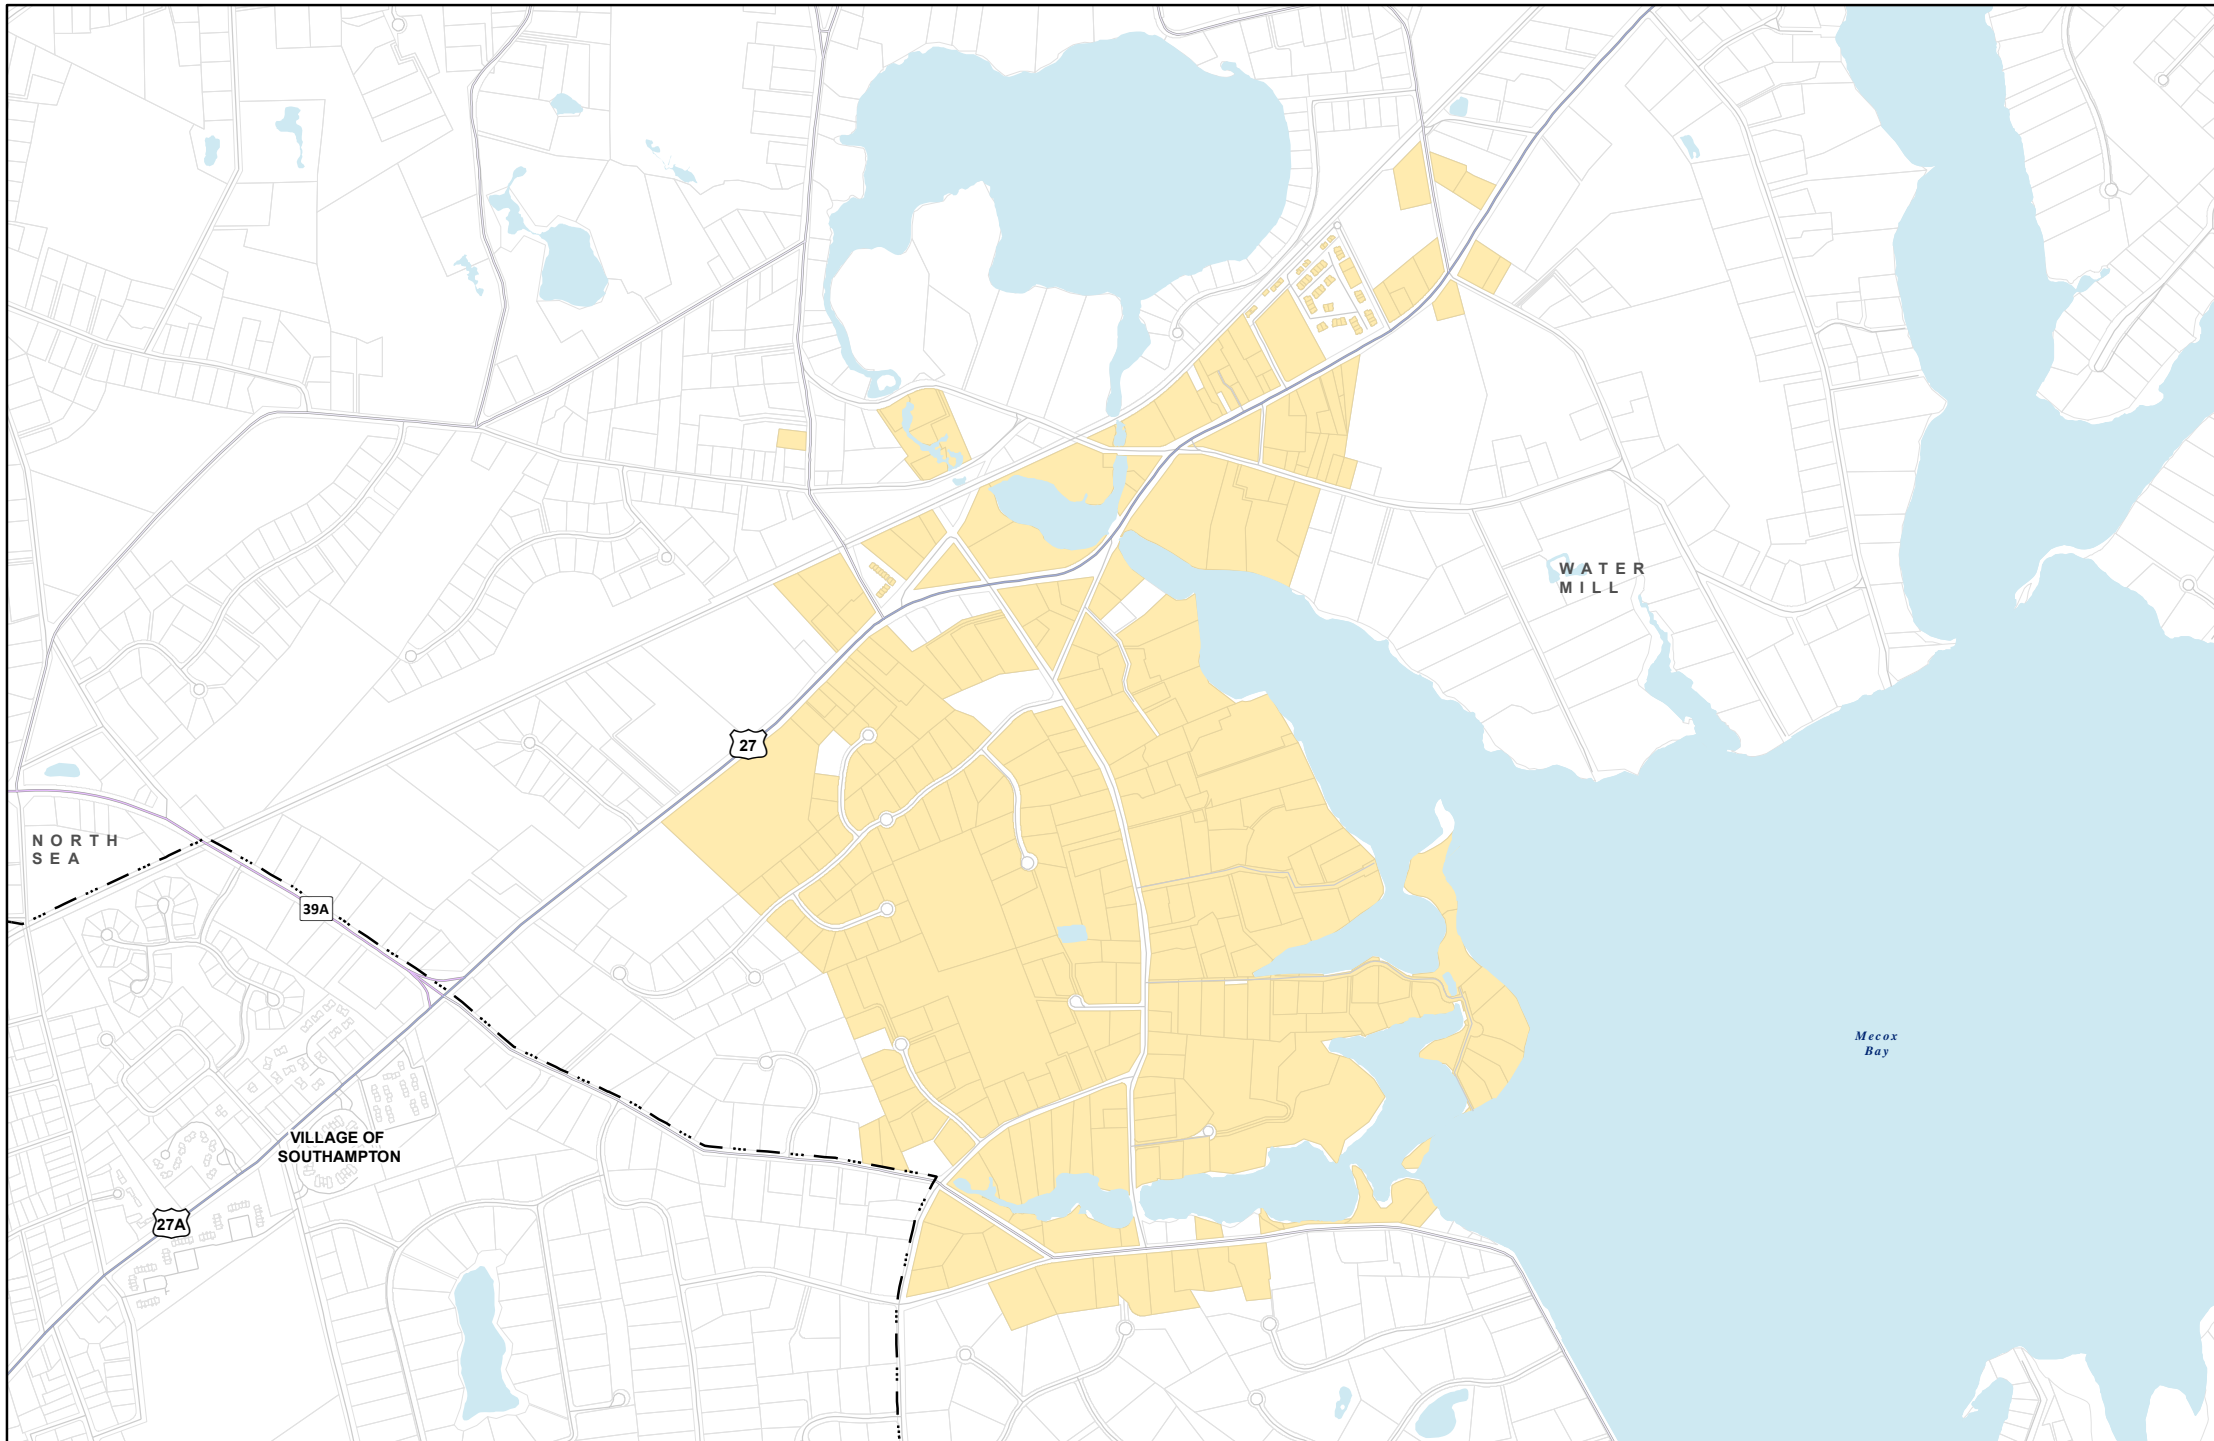 WATER
MILL
27
NORTH
SEA
39A
Mecox
Bay
VILLAGE OF
SOUTHAMPTON
27A